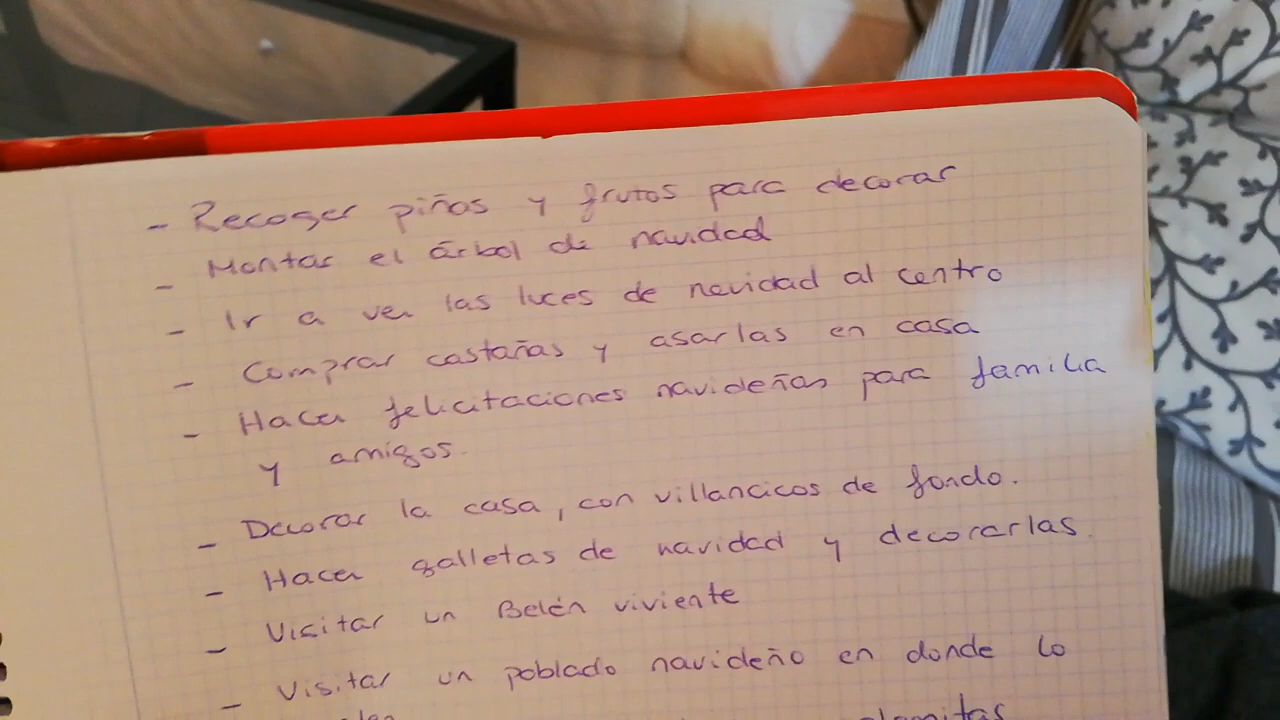 - Recoger piñas y frutos para decorar
- Montar el árbol de navidad
- Ir a ver las luces de navidad al centro
- Comprar castañas y asarlas en casa
- Hacer felicitaciones navideñas para familia
y amigos.
- Decorar la casa, con villancicos de fondo.
- Hacer galletas de navidad y decorarlas.
- Visitar un Belén viviente
- Visitar un poblado navideño en donde lo